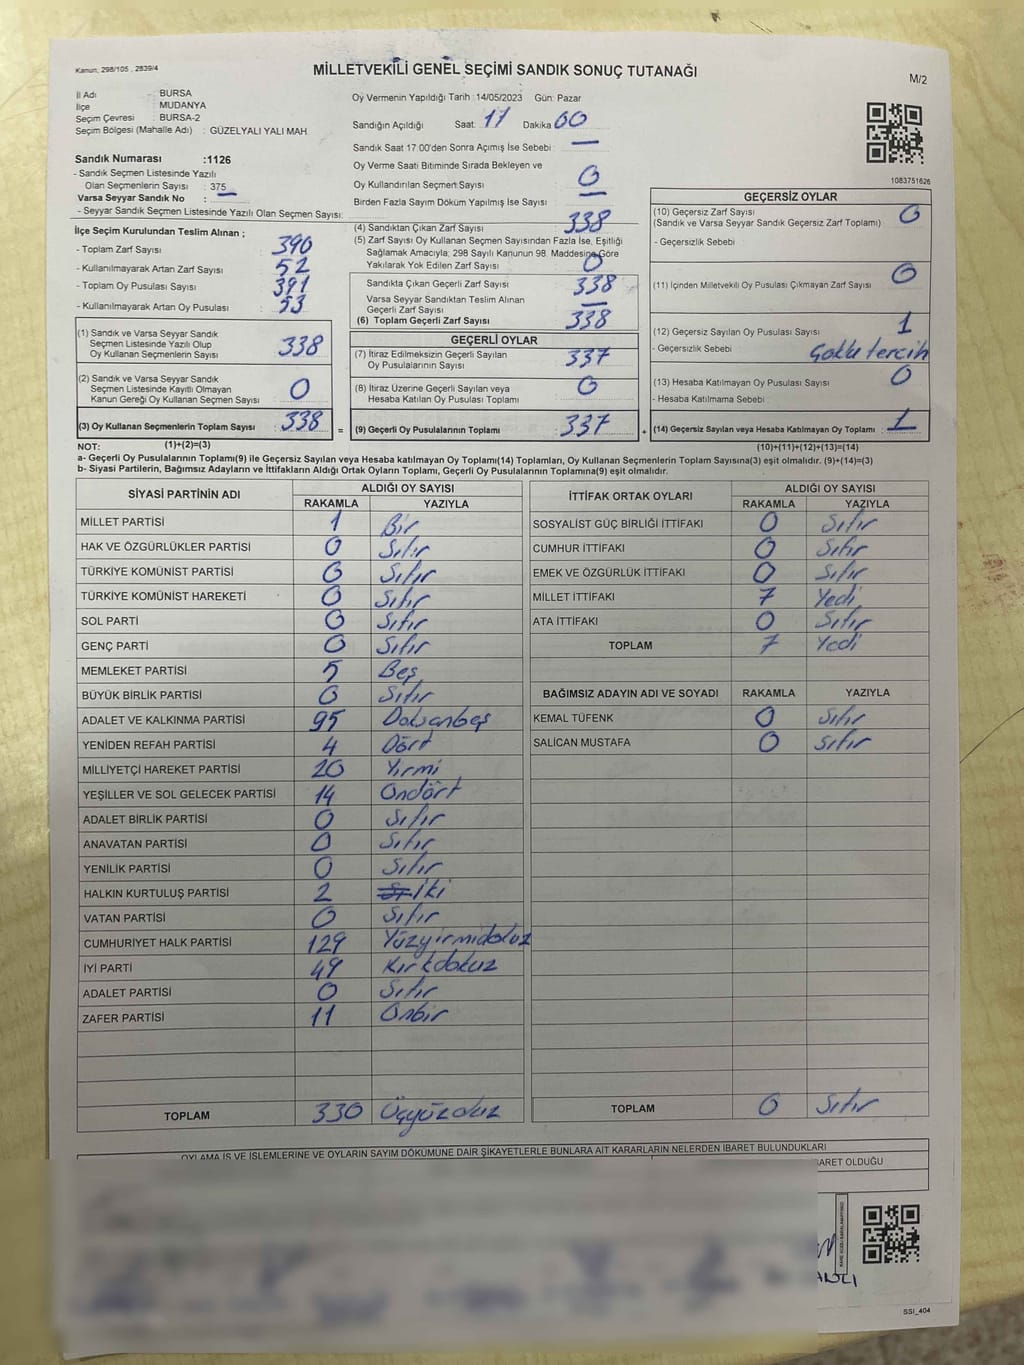 Kanun, 298/105 , 2839/4
MİLLETVEKİLİ GENEL SEÇİMİ SANDIK SONUÇ TUTANAĞI
M/2
İl Adı : BURSA
İlçe : MUDANYA
Seçim Çevresi : BURSA-2
Seçim Bölgesi (Mahalle Adı) : GÜZELYALI YALI MAH.
Oy Vermenin Yapıldığı Tarih :14/05/2023 Gün: Pazar
Sandığın Açıldığı Saat: 17 Dakika 00
Sandık Saat 17:00'den Sonra Açımış İse Sebebi : —
Oy Verme Saati Bitiminde Sırada Bekleyen ve
Oy Kullandırılan Seçmen Sayısı : 0
Birden Fazla Sayım Döküm Yapılmış İse Sayısı : —
1083751626
Sandık Numarası :1126
- Sandık Seçmen Listesinde Yazılı
Olan Seçmenlerin Sayısı : 375
Varsa Seyyar Sandık No : —
- Seyyar Sandık Seçmen Listesinde Yazılı Olan Seçmen Sayısı:
İlçe Seçim Kurulundan Teslim Alınan ;
- Toplam Zarf Sayısı : 390
- Kullanılmayarak Artan Zarf Sayısı : 52
- Toplam Oy Pusulası Sayısı : 391
- Kullanılmayarak Artan Oy Pusulası : 53
(1) Sandık ve Varsa Seyyar Sandık
Seçmen Listesinde Yazılı Olup
Oy Kullanan Seçmenlerin Sayısı : 338
(2) Sandık ve Varsa Seyyar Sandık
Seçmen Listesinde Kayıtlı Olmayan
Kanun Gereği Oy Kullanan Seçmen Sayısı : 0
(3) Oy Kullanan Seçmenlerin Toplam Sayısı : 338
(4) Sandıktan Çıkan Zarf Sayısı : 338
(5) Zarf Sayısı Oy Kullanan Seçmen Sayısından Fazla İse, Eşitliği
Sağlamak Amacıyla; 298 Sayılı Kanunun 98. Maddesine Göre
Yakılarak Yok Edilen Zarf Sayısı : 0
Sandıkta Çıkan Geçerli Zarf Sayısı : 338
Varsa Seyyar Sandıktan Teslim Alınan
Geçerli Zarf Sayısı : —
(6) Toplam Geçerli Zarf Sayısı : 338
GEÇERLİ OYLAR
(7) İtiraz Edilmeksizin Geçerli Sayılan
Oy Pusulalarının Sayısı : 337
(8) İtiraz Üzerine Geçerli Sayılan veya
Hesaba Katılan Oy Pusulası Toplamı : 0
= (9) Geçerli Oy Pusulalarının Toplamı : 337
GEÇERSİZ OYLAR
(10) Geçersiz Zarf Sayısı : 0
(Sandık ve Varsa Seyyar Sandık Geçersiz Zarf Toplamı)
- Geçersizlik Sebebi
(11) İçinden Milletvekili Oy Pusulası Çıkmayan Zarf Sayısı : 0
(12) Geçersiz Sayılan Oy Pusulası Sayısı : 1
- Geçersizlik Sebebi : Çoklu tercih
(13) Hesaba Katılmayan Oy Pusulası Sayısı : 0
- Hesaba Katılmama Sebebi :
+ (14) Geçersiz Sayılan veya Hesaba Katılmayan Oy Toplamı : 1
NOT: (1)+(2)=(3) (10)+(11)+(12)+(13)=(14)
a- Geçerli Oy Pusulalarının Toplamı(9) ile Geçersiz Sayılan veya Hesaba katılmayan Oy Toplamı(14) Toplamları, Oy Kullanan Seçmenlerin Toplam Sayısına(3) eşit olmalıdır. (9)+(14)=(3)
b- Siyasi Partilerin, Bağımsız Adayların ve İttifakların Aldığı Ortak Oyların Toplamı, Geçerli Oy Pusulalarının Toplamına(9) eşit olmalıdır.
SİYASİ PARTİNİN ADI ALDIĞI OY SAYISI
RAKAMLA YAZIYLA
MİLLET PARTİSİ 1 Bir
HAK VE ÖZGÜRLÜKLER PARTİSİ 0 Sıfır
TÜRKİYE KOMÜNİST PARTİSİ 0 Sıfır
TÜRKİYE KOMÜNİST HAREKETİ 0 Sıfır
SOL PARTİ 0 Sıfır
GENÇ PARTİ 0 Sıfır
MEMLEKET PARTİSİ 5 Beş
BÜYÜK BİRLİK PARTİSİ 0 Sıfır
ADALET VE KALKINMA PARTİSİ 95 Doksanbeş
YENİDEN REFAH PARTİSİ 4 Dört
MİLLİYETÇİ HAREKET PARTİSİ 20 Yirmi
YEŞİLLER VE SOL GELECEK PARTİSİ 14 Ondört
ADALET BİRLİK PARTİSİ 0 Sıfır
ANAVATAN PARTİSİ 0 Sıfır
YENİLİK PARTİSİ 0 Sıfır
HALKIN KURTULUŞ PARTİSİ 2 İki
VATAN PARTİSİ 0 Sıfır
CUMHURİYET HALK PARTİSİ 129 Yüzyirmidokuz
İYİ PARTİ 49 Kırkdokuz
ADALET PARTİSİ 0 Sıfır
ZAFER PARTİSİ 11 Onbir
TOPLAM 330 Üçyüzotuz
İTTİFAK ORTAK OYLARI ALDIĞI OY SAYISI
RAKAMLA YAZIYLA
SOSYALİST GÜÇ BİRLİĞİ İTTİFAKI 0 Sıfır
CUMHUR İTTİFAKI 0 Sıfır
EMEK VE ÖZGÜRLÜK İTTİFAKI 0 Sıfır
MİLLET İTTİFAKI 7 Yedi
ATA İTTİFAKI 0 Sıfır
TOPLAM 7 Yedi
BAĞIMSIZ ADAYIN ADI VE SOYADI RAKAMLA YAZIYLA
KEMAL TÜFENK 0 Sıfır
SALİCAN MUSTAFA 0 Sıfır
TOPLAM 0 Sıfır
OYLAMA İŞ VE İŞLEMLERİNE VE OYLARIN SAYIM DÖKÜMÜNE DAİR ŞİKAYETLERLE BUNLARA AİT KARARLARIN NELERDEN İBARET BULUNDUKLARI
BARET OLDUĞU
SSI_404